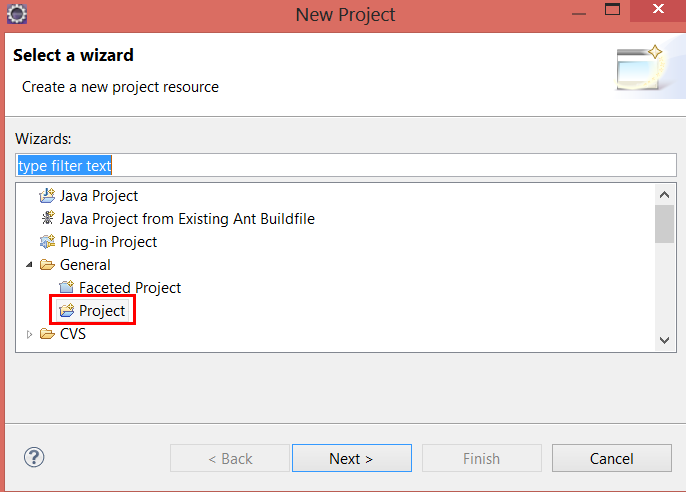 New Project
Select a wizard
Create a new project resource
Wizards:
type filter text
Java Project
Java Project from Existing Ant Buildfile
Plug-in Project
General
Faceted Project
Project
CVS
< Back Next > Finish Cancel